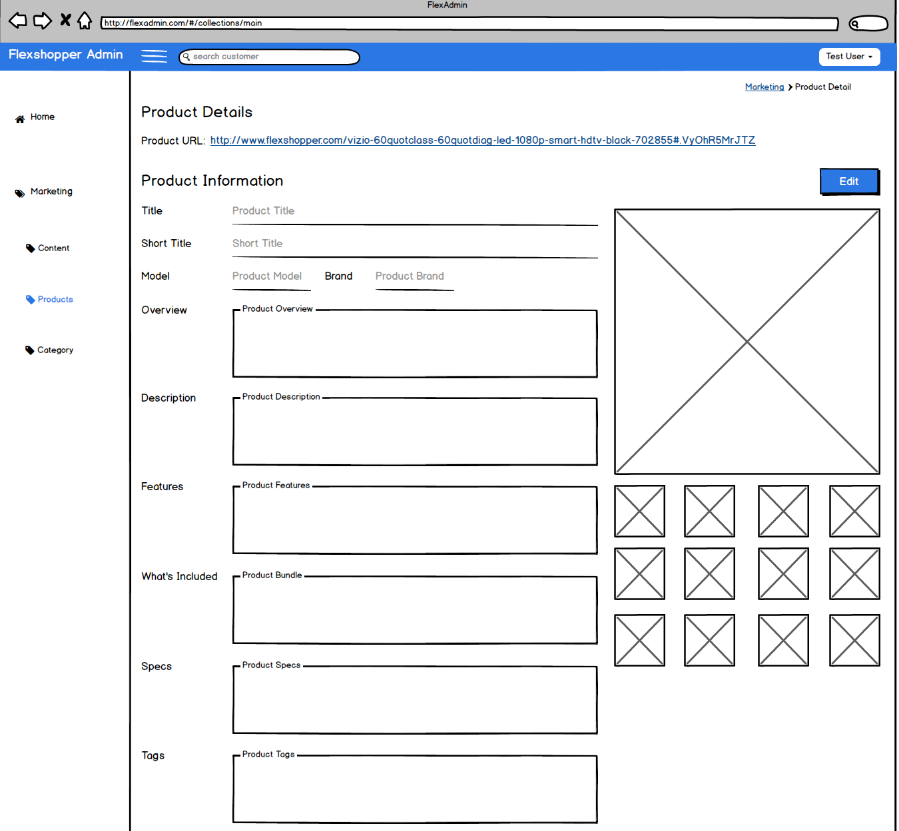 FlexAdmin
http://flexadmin.com/#/collections/main
Flexshopper Admin
search customer
Test User
Marketing > Product Detail
Home
Marketing
Content
Products
Category
Product Details
Product URL: http://www.flexshopper.com/vizio-60quotclass-60quotdiag-led-1080p-smart-hdtv-black-702855#.VyOhR5MrJTZ
Product Information
Edit
Title Product Title
Short Title Short Title
Model Product Model Brand Product Brand
Overview Product Overview
Description Product Description
Features Product Features
What's Included Product Bundle
Specs Product Specs
Tags Product Tags